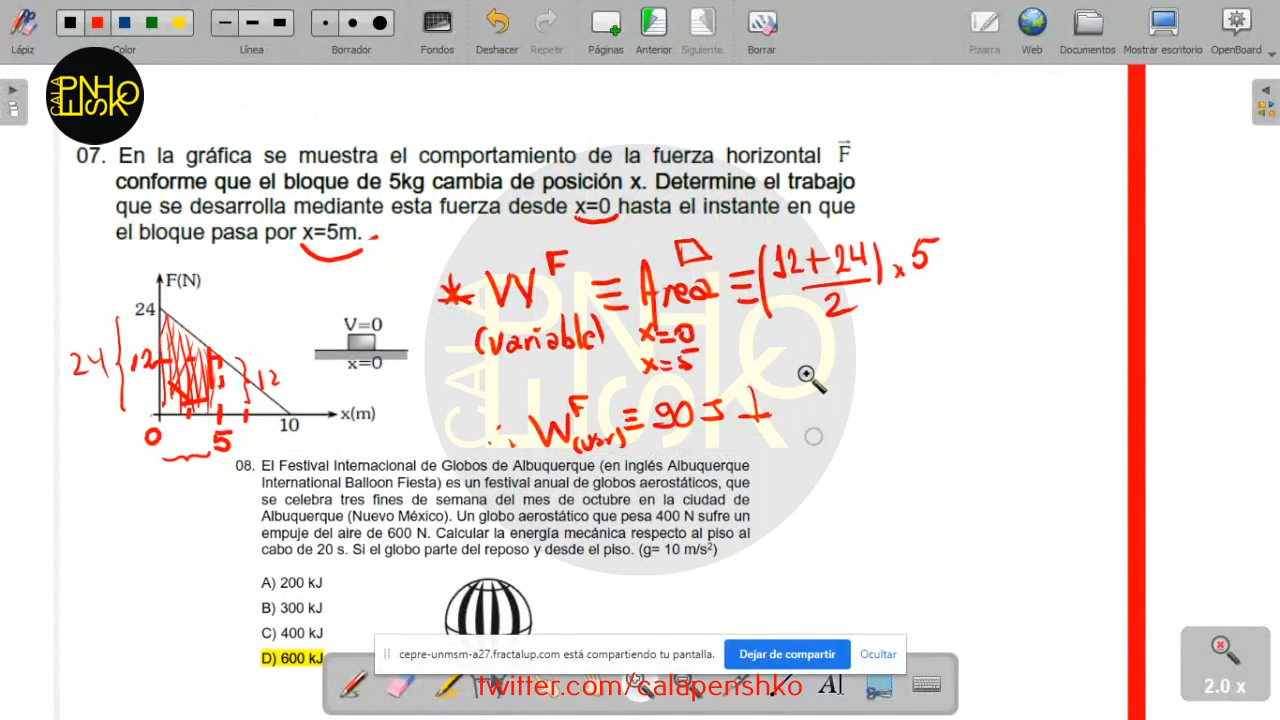 Lápiz
Color
Línea
Borrador
Fondos
Deshacer
Repetir
Páginas
Anterior
Siguiente
Borrar
Pizarra
Web
Documentos
Mostrar escritorio
OpenBoard
CALA
PENSHKO
07. En la gráfica se muestra el comportamiento de la fuerza horizontal F
conforme que el bloque de 5kg cambia de posición x. Determine el trabajo
que se desarrolla mediante esta fuerza desde x=0 hasta el instante en que
el bloque pasa por x=5m.
* W^F ≡ Area ≡ (12+24)/2 x 5
(variable) x=0
x=5
∴ W^F (var) ≡ 90 J +
F(N)
24
24
12
12
V=0
x=0
x(m)
10
0
5
08. El Festival Internacional de Globos de Albuquerque (en inglés Albuquerque
International Balloon Fiesta) es un festival anual de globos aerostáticos, que
se celebra tres fines de semana del mes de octubre en la ciudad de
Albuquerque (Nuevo México). Un globo aerostático que pesa 400 N sufre un
empuje del aire de 600 N. Calcular la energía mecánica respecto al piso al
cabo de 20 s. Si el globo parte del reposo y desde el piso. (g= 10 m/s²)
A) 200 kJ
B) 300 kJ
C) 400 kJ
D) 600 kJ
cepre-unmsm-a27.fractalup.com está compartiendo tu pantalla.
Dejar de compartir
Ocultar
twitter.com/calapenshko
AI
2.0 x